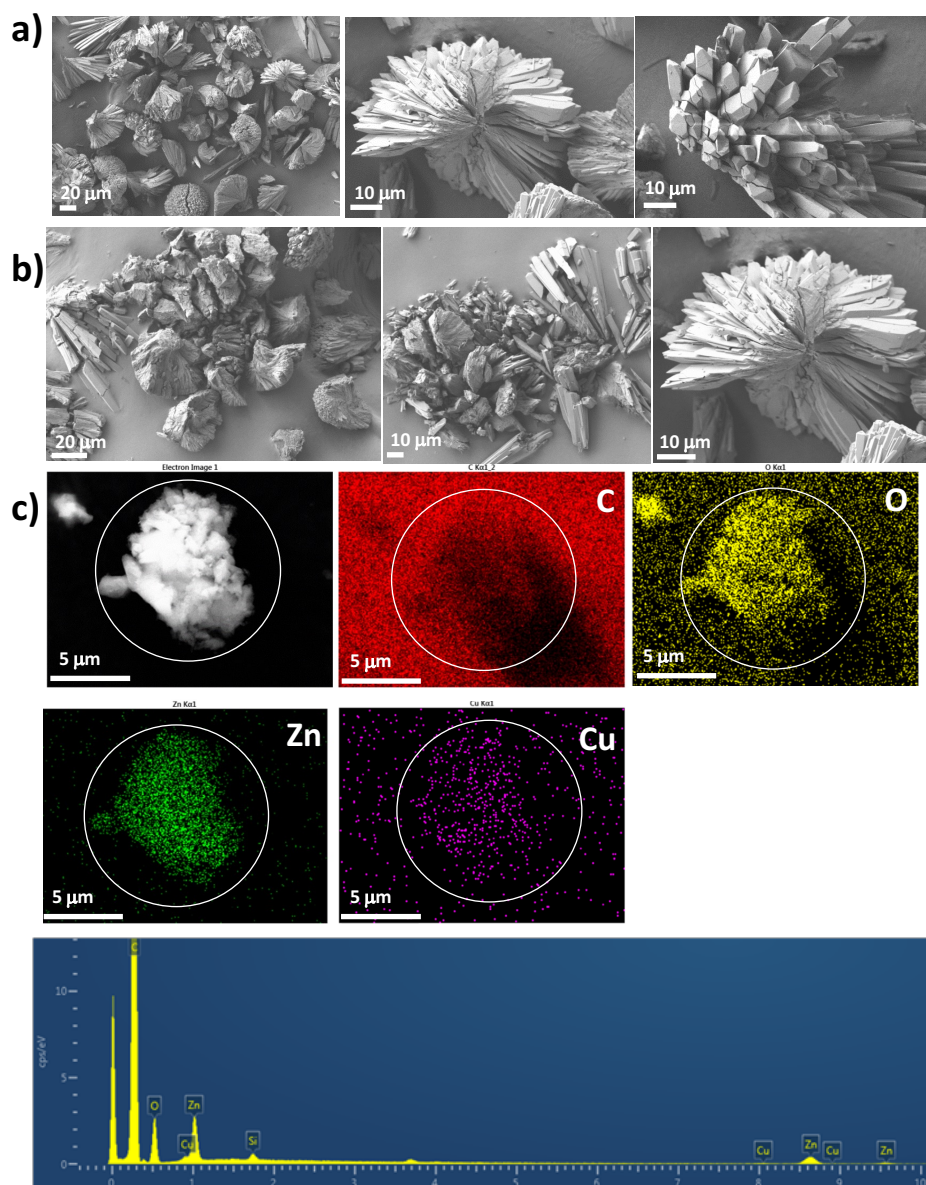 a)
20 μm
10 μm
10 μm
b)
20 μm
10 μm
10 μm
c)
Electron Image 1
5 μm
C Kα1_2
C
5 μm
O Kα1
O
5 μm
Zn Kα1
Zn
5 μm
Cu Kα1
Cu
5 μm
cps/eV
10
5
0
C
O
Cu
Zn
Si
Cu
Zn
Cu
Zn
0 1 2 3 4 5 6 7 8 9 10